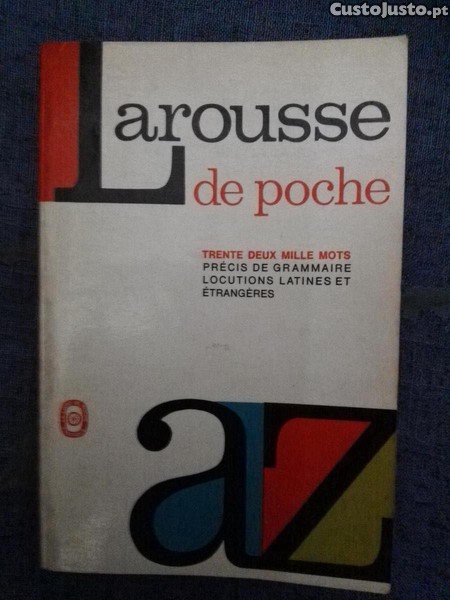 CustoJusto.pt
Larousse
de poche
TRENTE DEUX MILLE MOTS
PRÉCIS DE GRAMMAIRE
LOCUTIONS LATINES ET
ÉTRANGÈRES
az